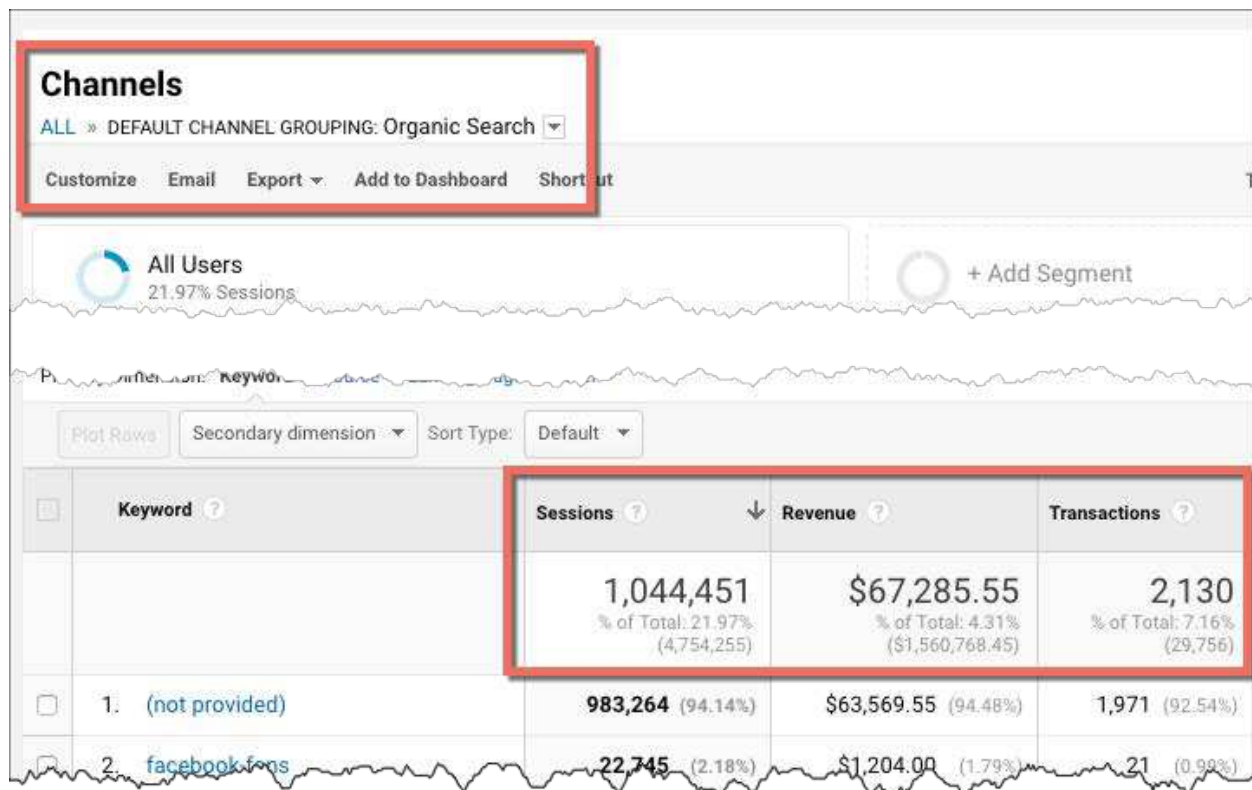 Channels
ALL » DEFAULT CHANNEL GROUPING: Organic Search
Customize Email Export Add to Dashboard Shortcut T
All Users
21.97% Sessions
+ Add Segment
Plot Rows Secondary dimension Sort Type: Default
Keyword ? Sessions ? Revenue ? Transactions ?
1,044,451 $67,285.55 2,130
% of Total: 21.97% % of Total: 4.31% % of Total: 7.16%
(4,754,255) ($1,560,768.45) (29,756)
1. (not provided) 983,264 (94.14%) $63,569.55 (94.48%) 1,971 (92.54%)
2. facebook-fans 22,745 (2.18%) $1,204.00 (1.79%) 21 (0.99%)